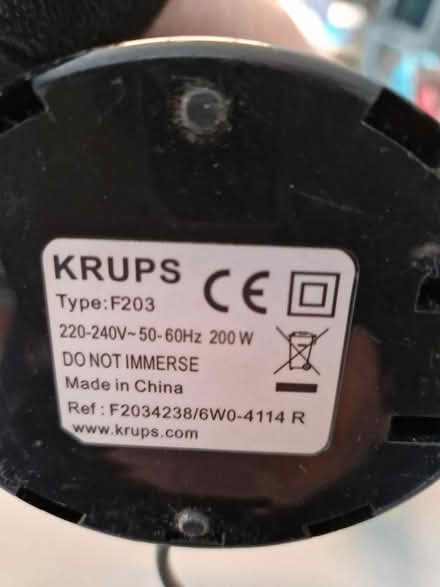 KRUPS CE
Type:F203
220-240V~50-60Hz 200 W
DO NOT IMMERSE
Made in China
Ref : F2034238/6W0-4114 R
www.krups.com